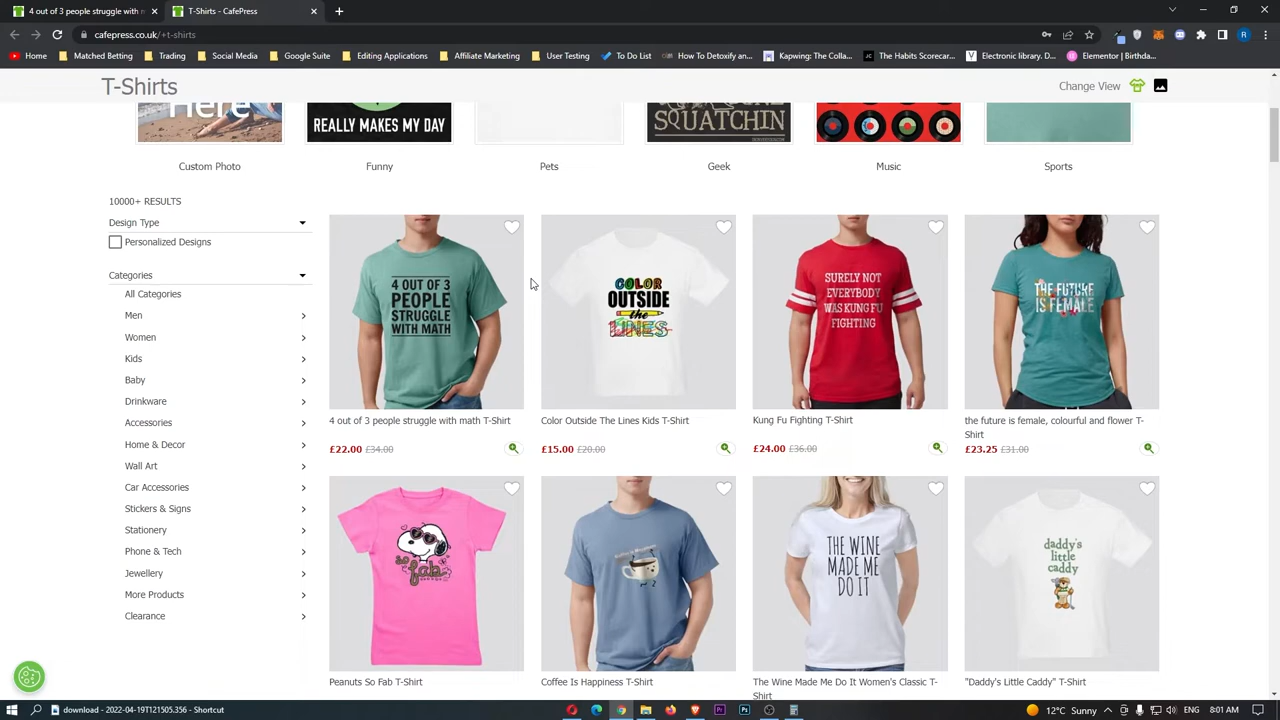 4 out of 3 people struggle with m
T-Shirts - CafePress
cafepress.co.uk/+t-shirts
Home
Matched Betting
Trading
Social Media
Google Suite
Editing Applications
Affiliate Marketing
User Testing
To Do List
How To Detoxify an...
Kapwing: The Colla...
The Habits Scorecar...
Electronic library. D...
Elementor | Birthda...
T-Shirts
Change View
Here
REALLY MAKES MY DAY
SQUATCHIN
Custom Photo
Funny
Pets
Geek
Music
Sports
10000+ RESULTS
Design Type
Personalized Designs
Categories
All Categories
Men
Women
Kids
Baby
Drinkware
Accessories
Home & Decor
Wall Art
Car Accessories
Stickers & Signs
Stationery
Phone & Tech
Jewellery
More Products
Clearance
4 OUT OF 3
PEOPLE
STRUGGLE
WITH MATH
COLOR
OUTSIDE
the
LINES
SURELY NOT
EVERYBODY
WAS KUNG FU
FIGHTING
THE FUTURE
IS FEMALE
4 out of 3 people struggle with math T-Shirt
£22.00 £34.00
Color Outside The Lines Kids T-Shirt
£15.00 £20.00
Kung Fu Fighting T-Shirt
£24.00 £36.00
the future is female, colourful and flower T-
Shirt
£23.25 £31.00
so
fab
THE WINE
MADE ME
DO IT
daddy's
little
caddy
Peanuts So Fab T-Shirt
Coffee Is Happiness T-Shirt
The Wine Made Me Do It Women's Classic T-
Shirt
"Daddy's Little Caddy" T-Shirt
download - 2022-04-19T121505.356 - Shortcut
12°C Sunny
8:01 AM